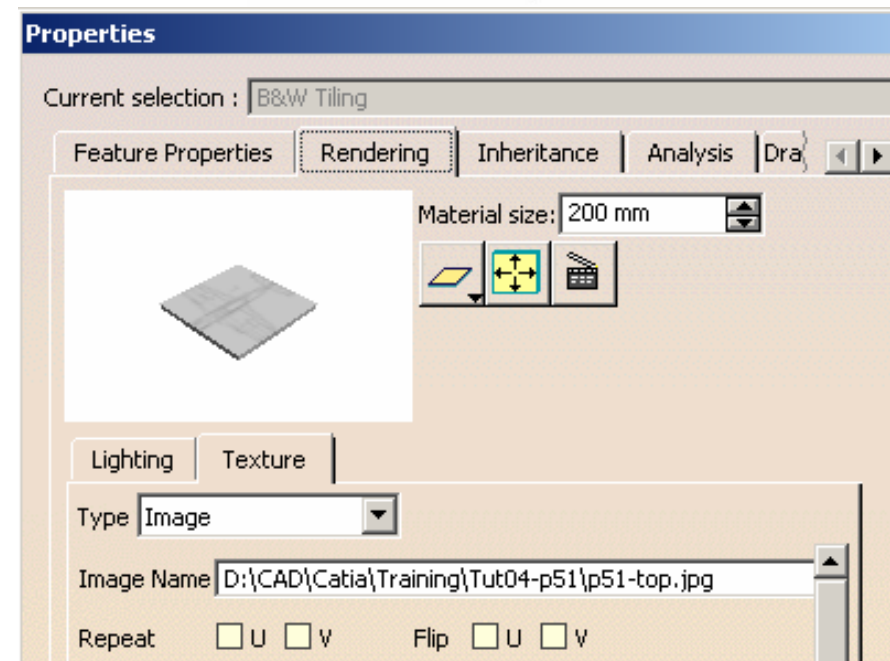 Properties
Current selection : B&W Tiling
Feature Properties Rendering Inheritance Analysis Dra
Material size: 200 mm
Lighting Texture
Type Image
Image Name D:\CAD\Catia\Training\Tut04-p51\p51-top.jpg
Repeat U V Flip U V